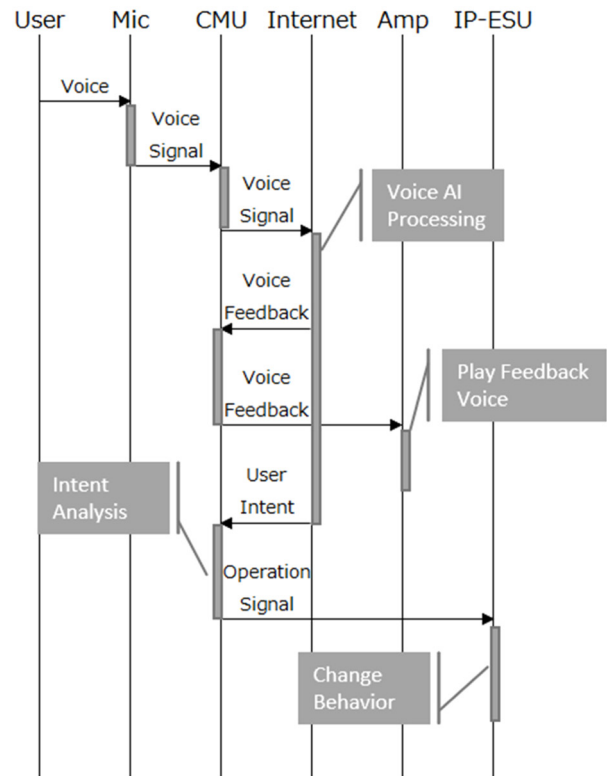 User Mic CMU Internet Amp IP-ESU
Voice
Voice
Signal
Voice
Signal
Voice AI
Processing
Voice
Feedback
Voice
Feedback
Play Feedback
Voice
User
Intent
Intent
Analysis
Operation
Signal
Change
Behavior